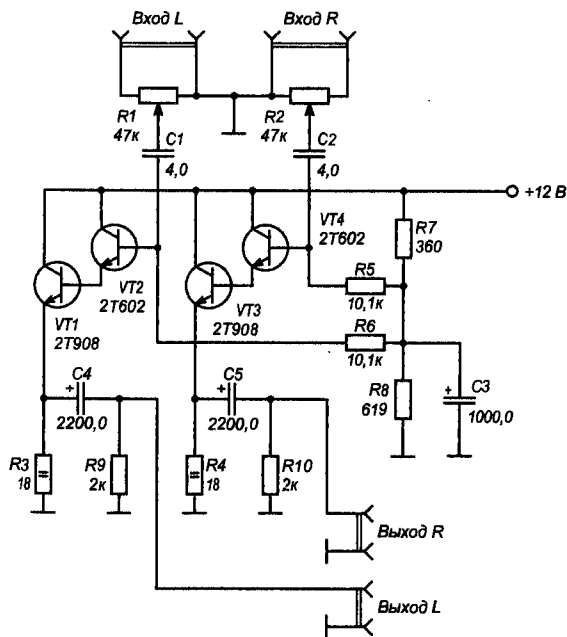 Вход L
Вход R
R1
47к
C1
4,0
R2
47к
C2
4,0
+12 В
R7
360
VT4
2Т602
VT2
2Т602
R5
10,1к
VT1
2Т908
VT3
2Т908
R6
10,1к
C4
+
2200,0
C5
+
2200,0
R8
619
+
C3
1000,0
R3
18
R9
2к
R4
18
R10
2к
Выход R
Выход L